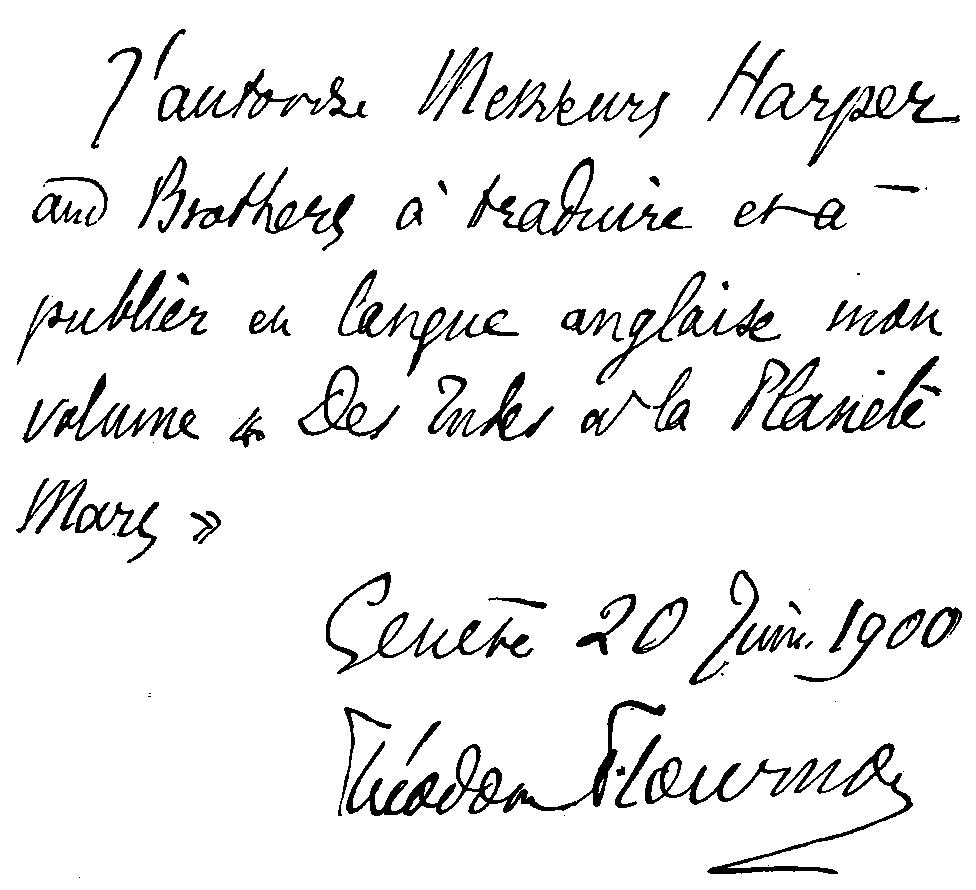 J'autorise Messieurs Harper
and Brothers à traduire et à
publier en langue anglaise mon
volume « Des Indes à la Planète
Mars »
Genève 20 Juin. 1900
Théodore Flournoy